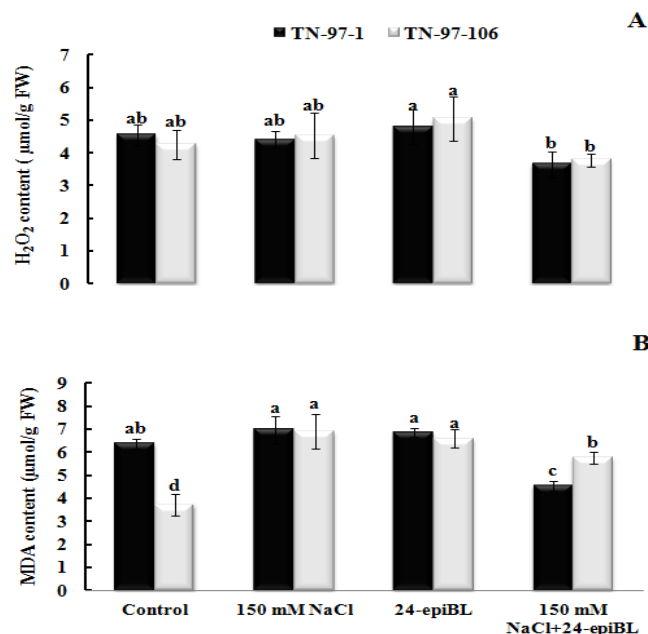 A
TN-97-1 TN-97-106
H₂O₂ content ( µmol/g FW)
7
6
5
4
3
2
1
0
ab ab ab ab a a b b
B
MDA content (µmol/g FW)
9
8
7
6
5
4
3
2
1
0
ab d a a a a c b
Control 150 mM NaCl 24-epiBL 150 mM
NaCl+24-epiBL